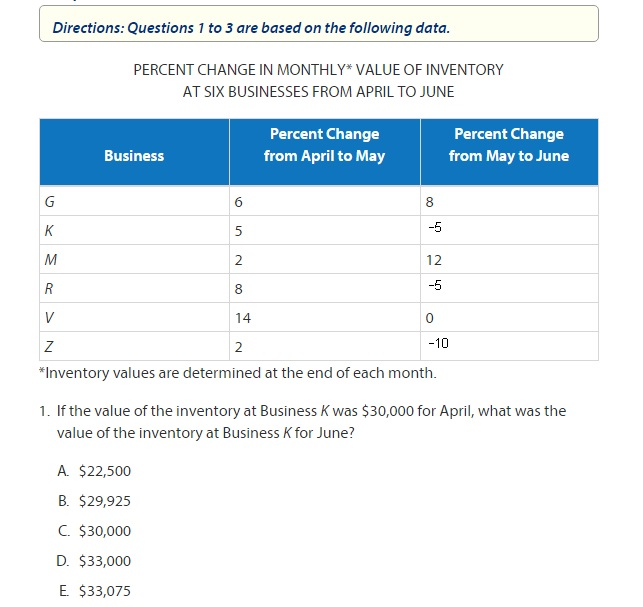 Directions: Questions 1 to 3 are based on the following data.
PERCENT CHANGE IN MONTHLY* VALUE OF INVENTORY
AT SIX BUSINESSES FROM APRIL TO JUNE
Business Percent Change from April to May Percent Change from May to June
G 6 8
K 5 -5
M 2 12
R 8 -5
V 14 0
Z 2 -10
*Inventory values are determined at the end of each month.
1. If the value of the inventory at Business K was $30,000 for April, what was the
value of the inventory at Business K for June?
A. $22,500
B. $29,925
C. $30,000
D. $33,000
E. $33,075